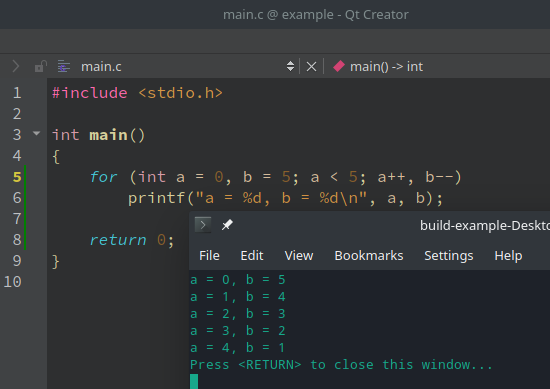 main.c @ example - Qt Creator
main.c main() -> int
1 #include <stdio.h>
2
3 int main()
4 {
5 for (int a = 0, b = 5; a < 5; a++, b--)
6 printf("a = %d, b = %d\n", a, b);
7
8 return 0;
9 }
10
build-example-Deskto
File Edit View Bookmarks Settings Help
a = 0, b = 5
a = 1, b = 4
a = 2, b = 3
a = 3, b = 2
a = 4, b = 1
Press <RETURN> to close this window...